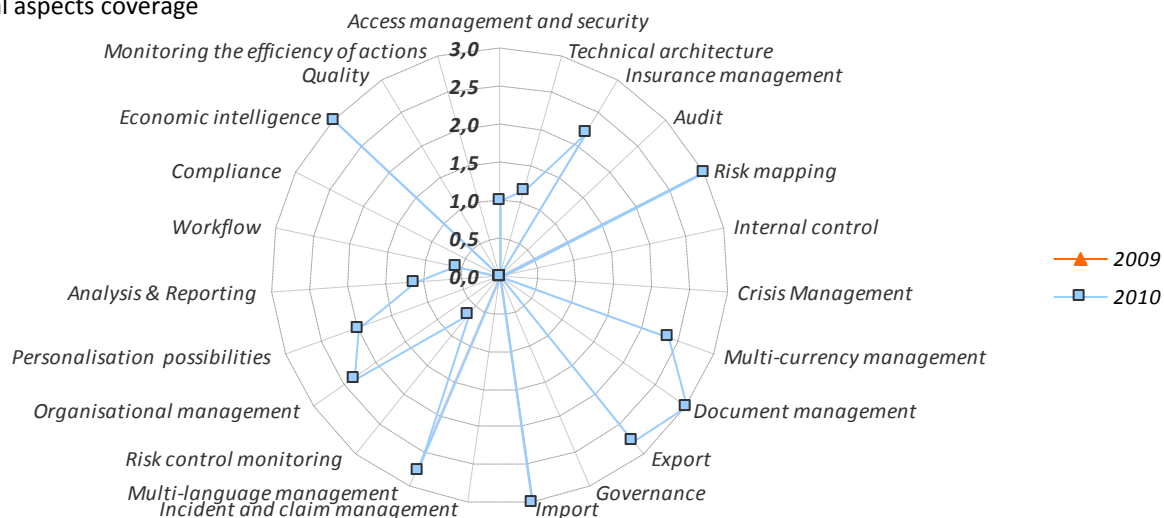 l aspects coverage
Access management and security
Monitoring the efficiency of actions
3,0
Technical architecture
Quality
Insurance management
2,5
Economic intelligence
2,0
Audit
Compliance
1,5
Risk mapping
1,0
Workflow
Internal control
0,5
2009
0,0
Analysis & Reporting
Crisis Management
2010
Personalisation possibilities
Multi-currency management
Organisational management
Document management
Risk control monitoring
Export
Multi-language management
Governance
Incident and claim management
Import